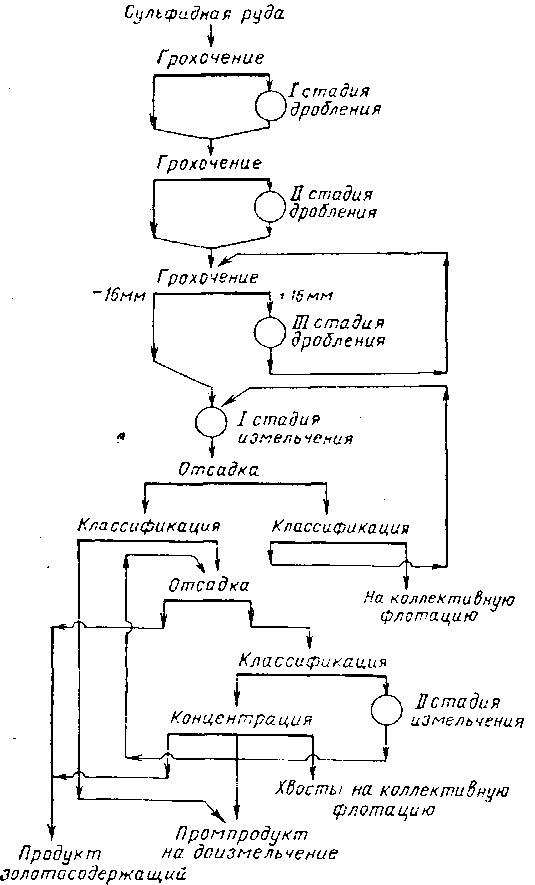 Сульфидная руда
Грохочение
I стадия
дробления
Грохочение
II стадия
дробления
Грохочение
-16мм
+16мм
III стадия
дробления
I стадия
измельчения
Отсадка
Классификация
Классификация
Отсадка
На коллективную
флотацию
Классификация
II стадия
измельчения
Концентрация
Хвосты на коллективную
флотацию
Промпродукт
на доизмельчение
Продукт
золотосодержащий